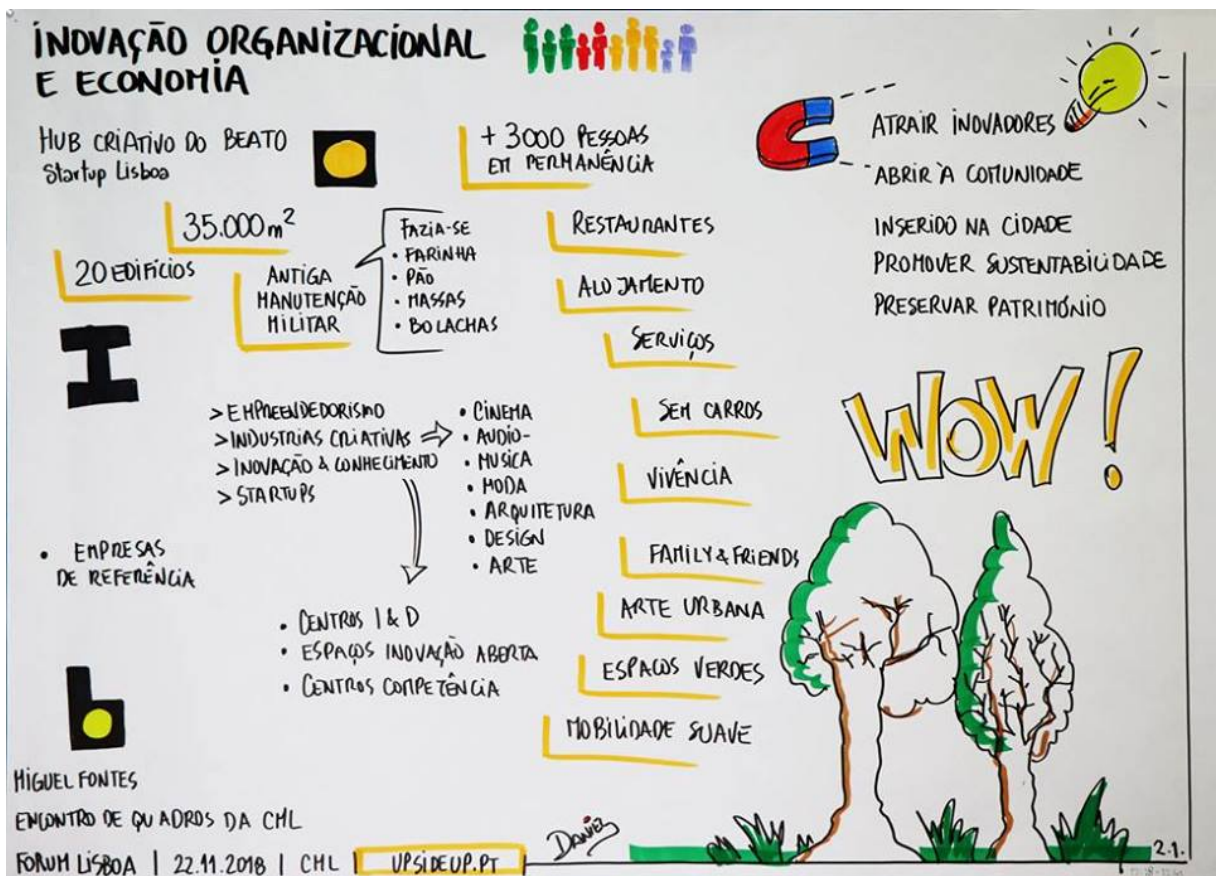 INOVAÇÃO ORGANIZACIONAL
E ECONOMIA
HUB CRIATIVO DO BEATO
Startup Lisboa
35.000 m²
20 EDIFÍCIOS
ANTIGA
MANUTENÇÃO
MILITAR
FAZIA-SE
• FARINHA
• PÃO
• MASSAS
• BOLACHAS
> EMPREENDEDORISMO
> INDUSTRIAS CRIATIVAS
> INOVAÇÃO & CONHECIMENTO
> STARTUPS
• CINEMA
• AUDIO-
• MUSICA
• MODA
• ARQUITETURA
• DESIGN
• ARTE
• EMPRESAS
DE REFERÊNCIA
• CENTROS I & D
• ESPAÇOS INOVAÇÃO ABERTA
• CENTROS COMPETÊNCIA
+ 3000 PESSOAS
EM PERMANÊNCIA
RESTAURANTES
ALOJAMENTO
SERVIÇOS
SEM CARROS
VIVÊNCIA
FAMILY & FRIENDS
ARTE URBANA
ESPAÇOS VERDES
MOBILIDADE SUAVE
ATRAIR INOVADORES
ABRIR À COMUNIDADE
INSERIDO NA CIDADE
PROMOVER SUSTENTABILIDADE
PRESERVAR PATRIMÓNIO
WOW!
H
b
MIGUEL FONTES
ENCONTRO DE QUADROS DA CML
FORUM LISBOA | 22.11.2018 | CML | UPSIDEUP.PT
DANIEL
2.1.